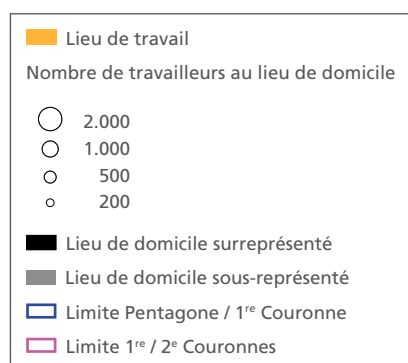 Lieu de travail
Nombre de travailleurs au lieu de domicile
2.000
1.000
500
200
Lieu de domicile surreprésenté
Lieu de domicile sous-représenté
Limite Pentagone / 1re Couronne
Limite 1re / 2e Couronnes